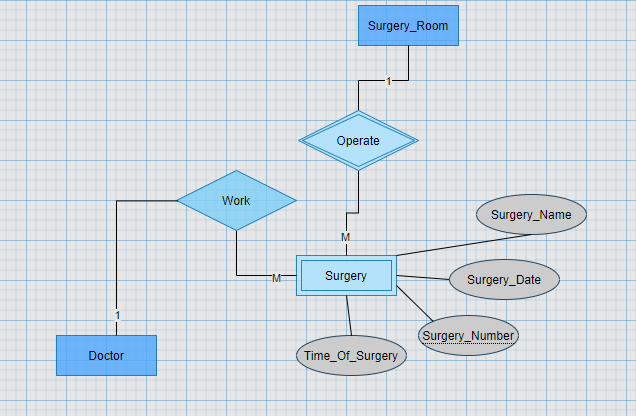 Surgery_Room
1
Operate
Work
Surgery_Name
M
Surgery
M
Surgery_Date
1
Surgery_Number
Doctor
Time_Of_Surgery